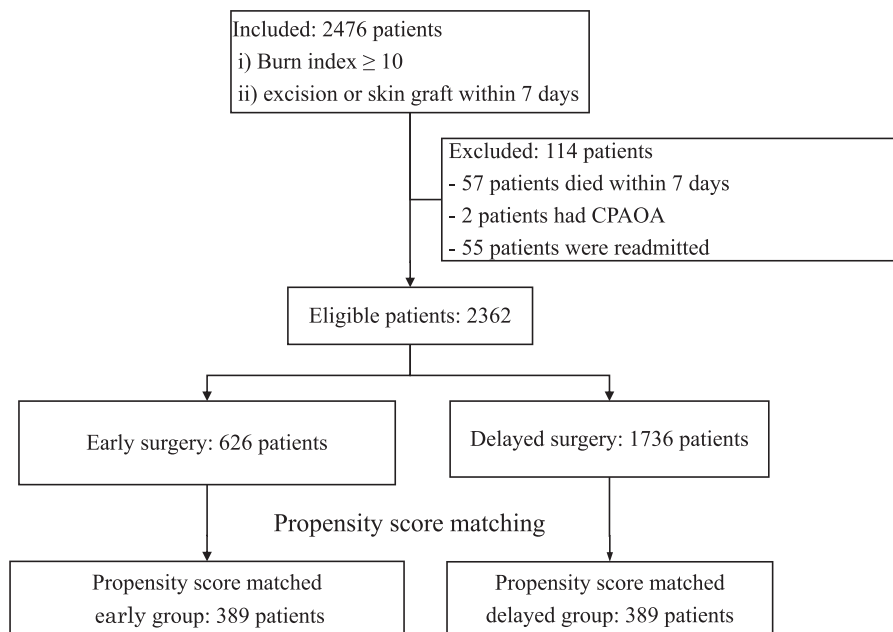 Included: 2476 patients
i) Burn index ≥ 10
ii) excision or skin graft within 7 days
Excluded: 114 patients
- 57 patients died within 7 days
- 2 patients had CPAOA
- 55 patients were readmitted
Eligible patients: 2362
Early surgery: 626 patients
Delayed surgery: 1736 patients
Propensity score matching
Propensity score matched
early group: 389 patients
Propensity score matched
delayed group: 389 patients